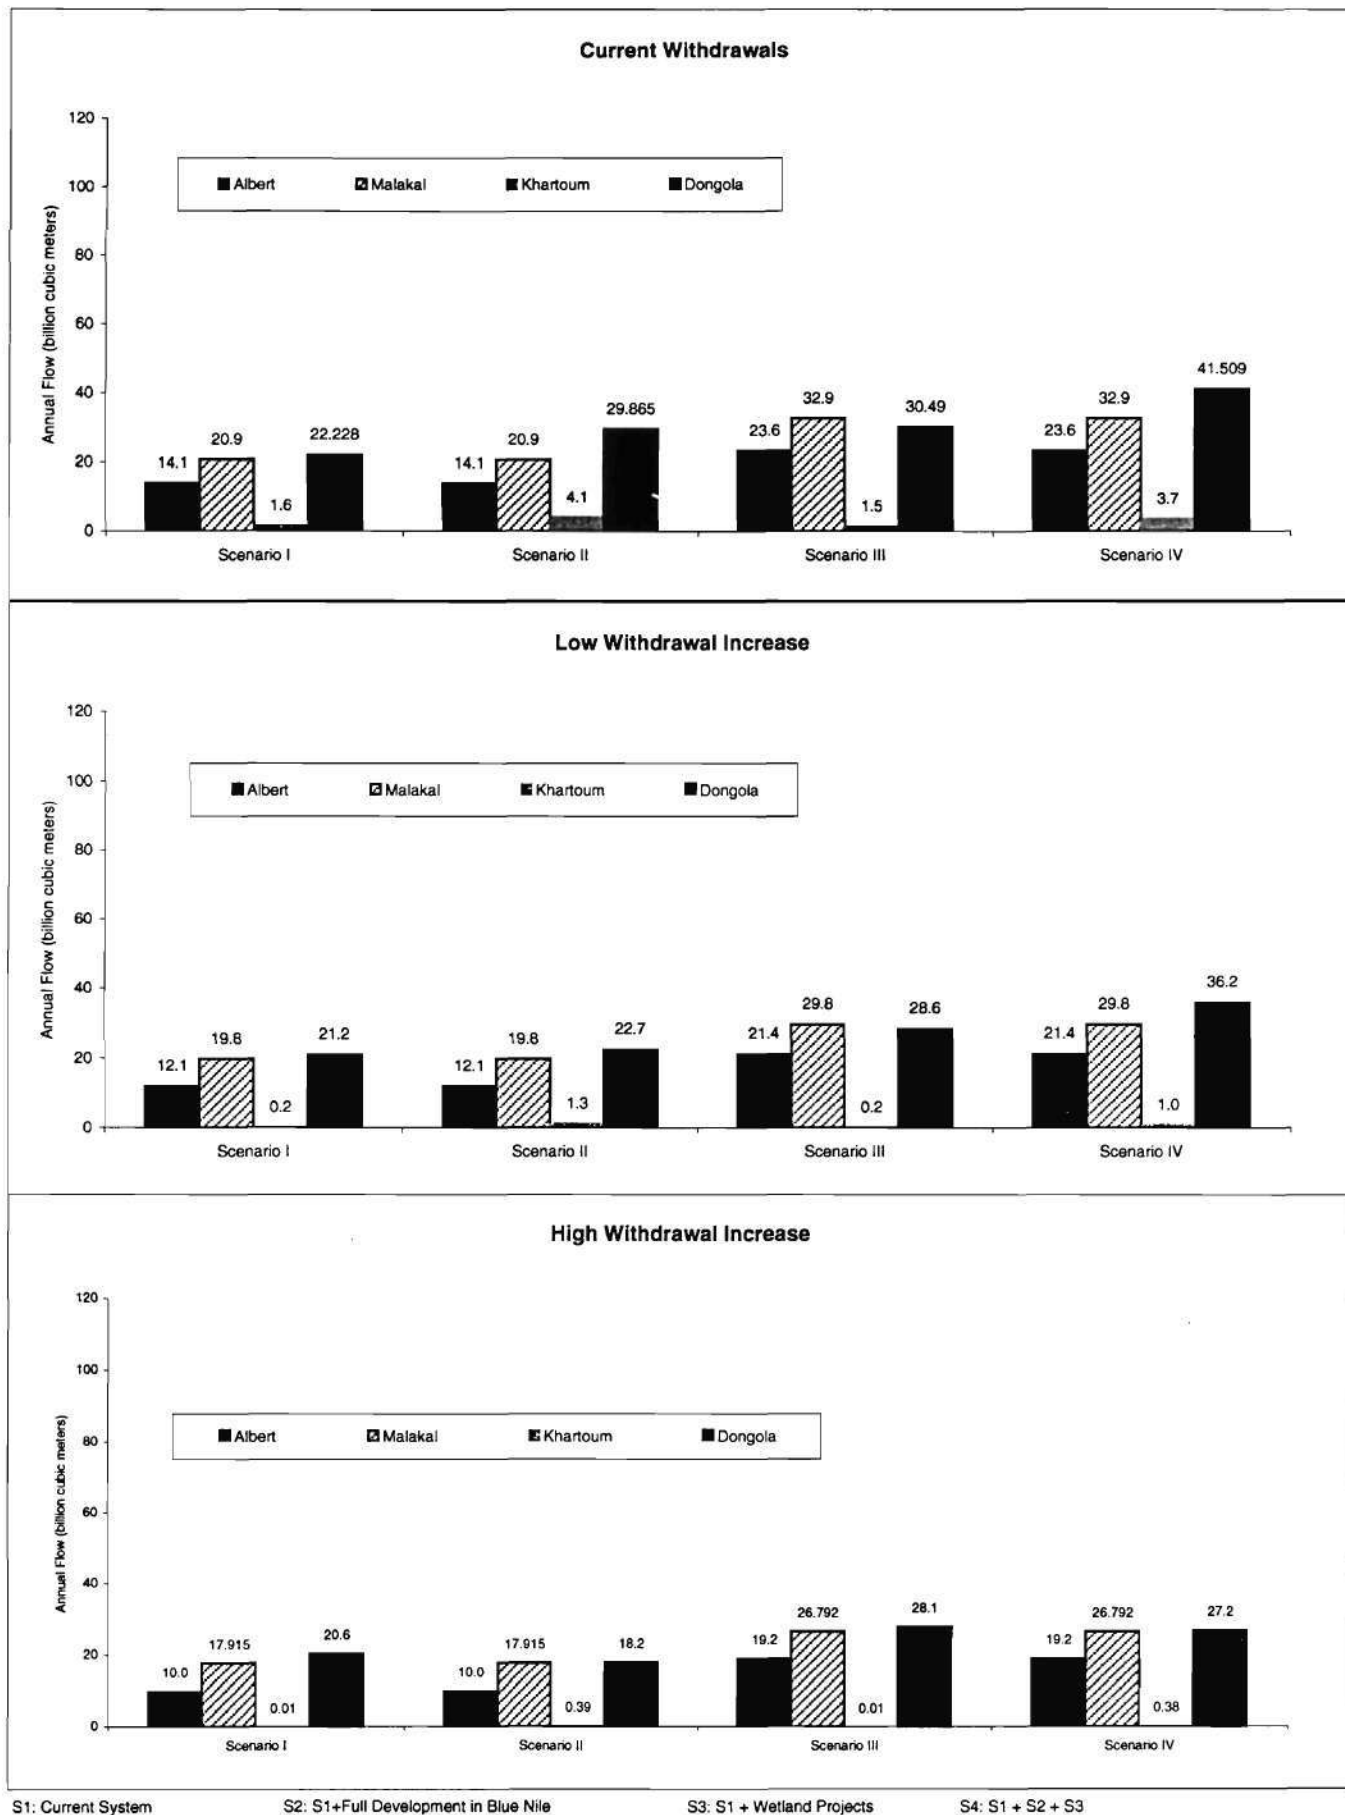 Current Withdrawals
Annual Flow (billion cubic meters)
120
100
80
60
40
20
0
Albert Malakal Khartoum Dongola
14.1 20.9 1.6 22.228
14.1 20.9 4.1 29.865
23.6 32.9 1.5 30.49
23.6 32.9 3.7 41.509
Scenario I Scenario II Scenario III Scenario IV
Low Withdrawal Increase
Annual Flow (billion cubic meters)
120
100
80
60
40
20
0
Albert Malakal Khartoum Dongola
12.1 19.8 0.2 21.2
12.1 19.8 1.3 22.7
21.4 29.8 0.2 28.6
21.4 29.8 1.0 36.2
Scenario I Scenario II Scenario III Scenario IV
High Withdrawal Increase
Annual Flow (billion cubic meters)
120
100
80
60
40
20
0
Albert Malakal Khartoum Dongola
10.0 17.915 0.01 20.6
10.0 17.915 0.39 18.2
19.2 26.792 0.01 28.1
19.2 26.792 0.38 27.2
Scenario I Scenario II Scenario III Scenario IV
S1: Current System S2: S1+Full Development in Blue Nile S3: S1 + Wetland Projects S4: S1 + S2 + S3